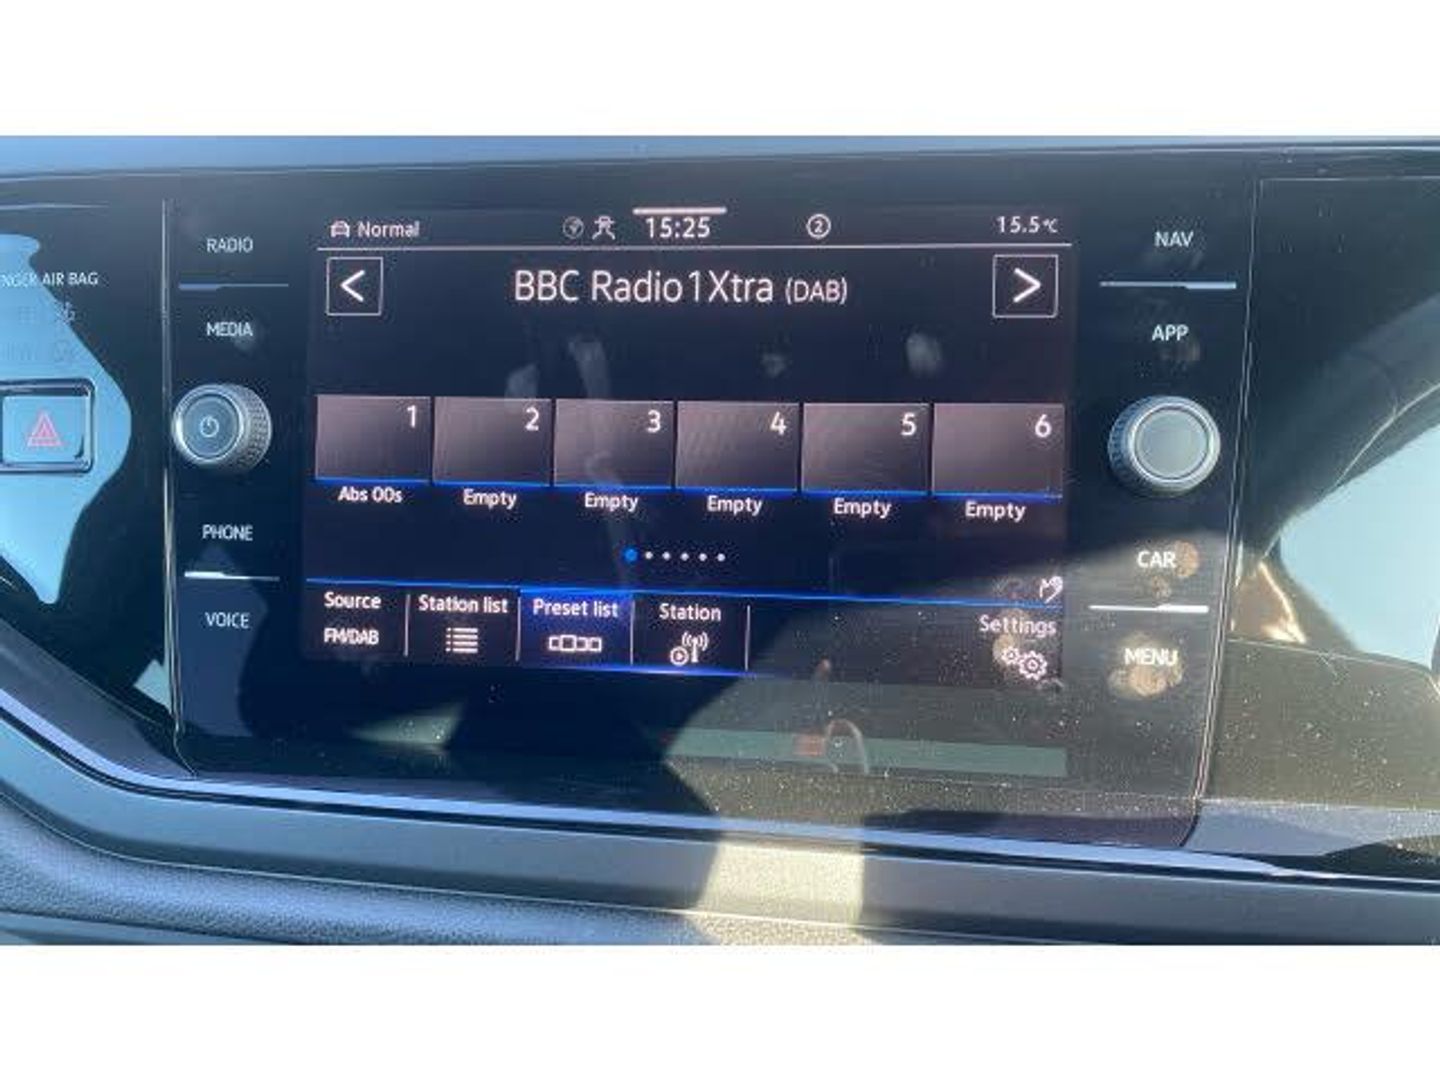 Normal 15:25 2 15.5°C
RADIO
NAV
BBC Radio 1Xtra (DAB)
AIR BAG
MEDIA
APP
1 2 3 4 5 6
Abs 00s Empty Empty Empty Empty Empty
PHONE
CAR
Source Station list Preset list Station Settings
FM/DAB
VOICE
MENU